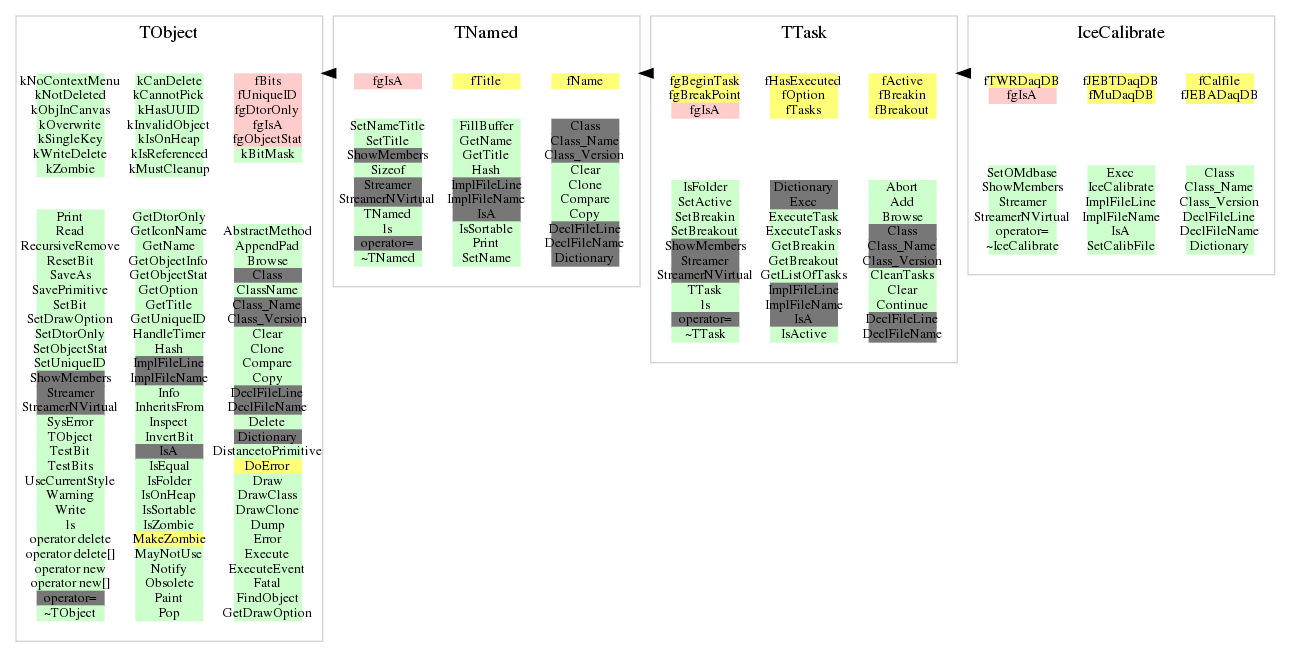 TObject
kNoContextMenu kCanDelete fBits
kNotDeleted kCannotPick fUniqueID
kObjInCanvas kHasUUID fgDtorOnly
kOverwrite kInvalidObject fgIsA
kSingleKey kIsOnHeap fgObjectStat
kWriteDelete kIsReferenced kBitMask
kZombie kMustCleanup
Print GetDtorOnly
Read GetIconName AbstractMethod
RecursiveRemove GetName AppendPad
ResetBit GetObjectInfo Browse
SaveAs GetObjectStat Class
SavePrimitive GetOption ClassName
SetBit GetTitle Class_Name
SetDrawOption GetUniqueID Class_Version
SetDtorOnly HandleTimer Clear
SetObjectStat Hash Clone
SetUniqueID ImplFileLine Compare
ShowMembers ImplFileName Copy
Streamer Info DeclFileLine
StreamerNVirtual InheritsFrom DeclFileName
SysError Inspect Delete
TObject InvertBit Dictionary
TestBit IsA DistancetoPrimitive
TestBits IsEqual DoError
UseCurrentStyle IsFolder Draw
Warning IsOnHeap DrawClass
Write IsSortable DrawClone
ls IsZombie Dump
operator delete MakeZombie Error
operator delete[] MayNotUse Execute
operator new Notify ExecuteEvent
operator new[] Obsolete Fatal
operator= Paint FindObject
~TObject Pop GetDrawOption
TNamed
fgIsA fTitle fName
SetNameTitle FillBuffer Class
SetTitle GetName Class_Name
ShowMembers GetTitle Class_Version
Sizeof Hash Clear
Streamer ImplFileLine Clone
StreamerNVirtual ImplFileName Compare
TNamed IsA Copy
ls IsSortable DeclFileLine
operator= Print DeclFileName
~TNamed SetName Dictionary
TTask
fgBeginTask fHasExecuted fActive
fgBreakPoint fOption fBreakin
fgIsA fTasks fBreakout
IsFolder Dictionary Abort
SetActive Exec Add
SetBreakin ExecuteTask Browse
SetBreakout ExecuteTasks Class
ShowMembers GetBreakin Class_Name
Streamer GetBreakout Class_Version
StreamerNVirtual GetListOfTasks CleanTasks
TTask ImplFileLine Clear
ls ImplFileName Continue
operator= IsA DeclFileLine
~TTask IsActive DeclFileName
IceCalibrate
fTWRDaqDB fJEBTDaqDB fCalfile
fgIsA fMuDaqDB fJEBADaqDB
SetOMdbase Exec Class
ShowMembers IceCalibrate Class_Name
Streamer ImplFileLine Class_Version
StreamerNVirtual ImplFileName DeclFileLine
operator= IsA DeclFileName
~IceCalibrate SetCalibFile Dictionary